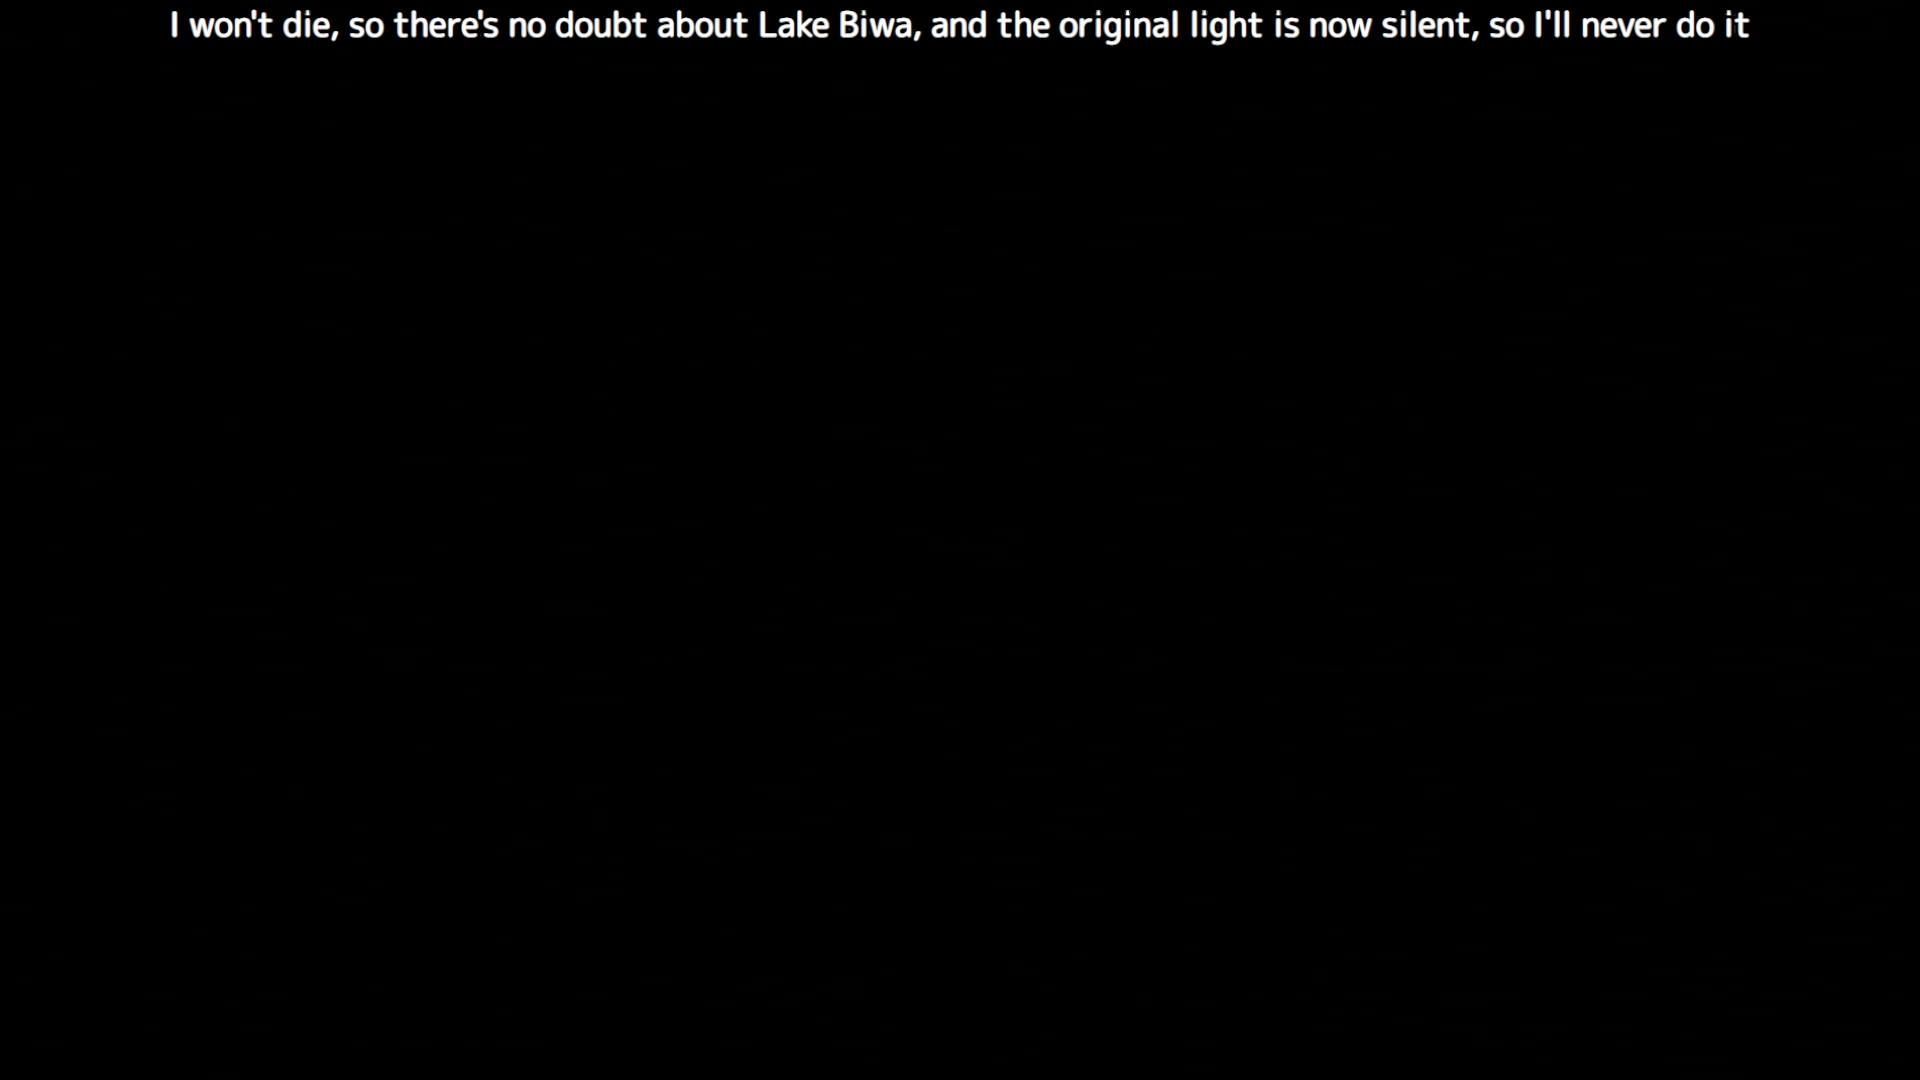 I won't die, so there's no doubt about Lake Biwa, and the original light is now silent, so I'll never do it